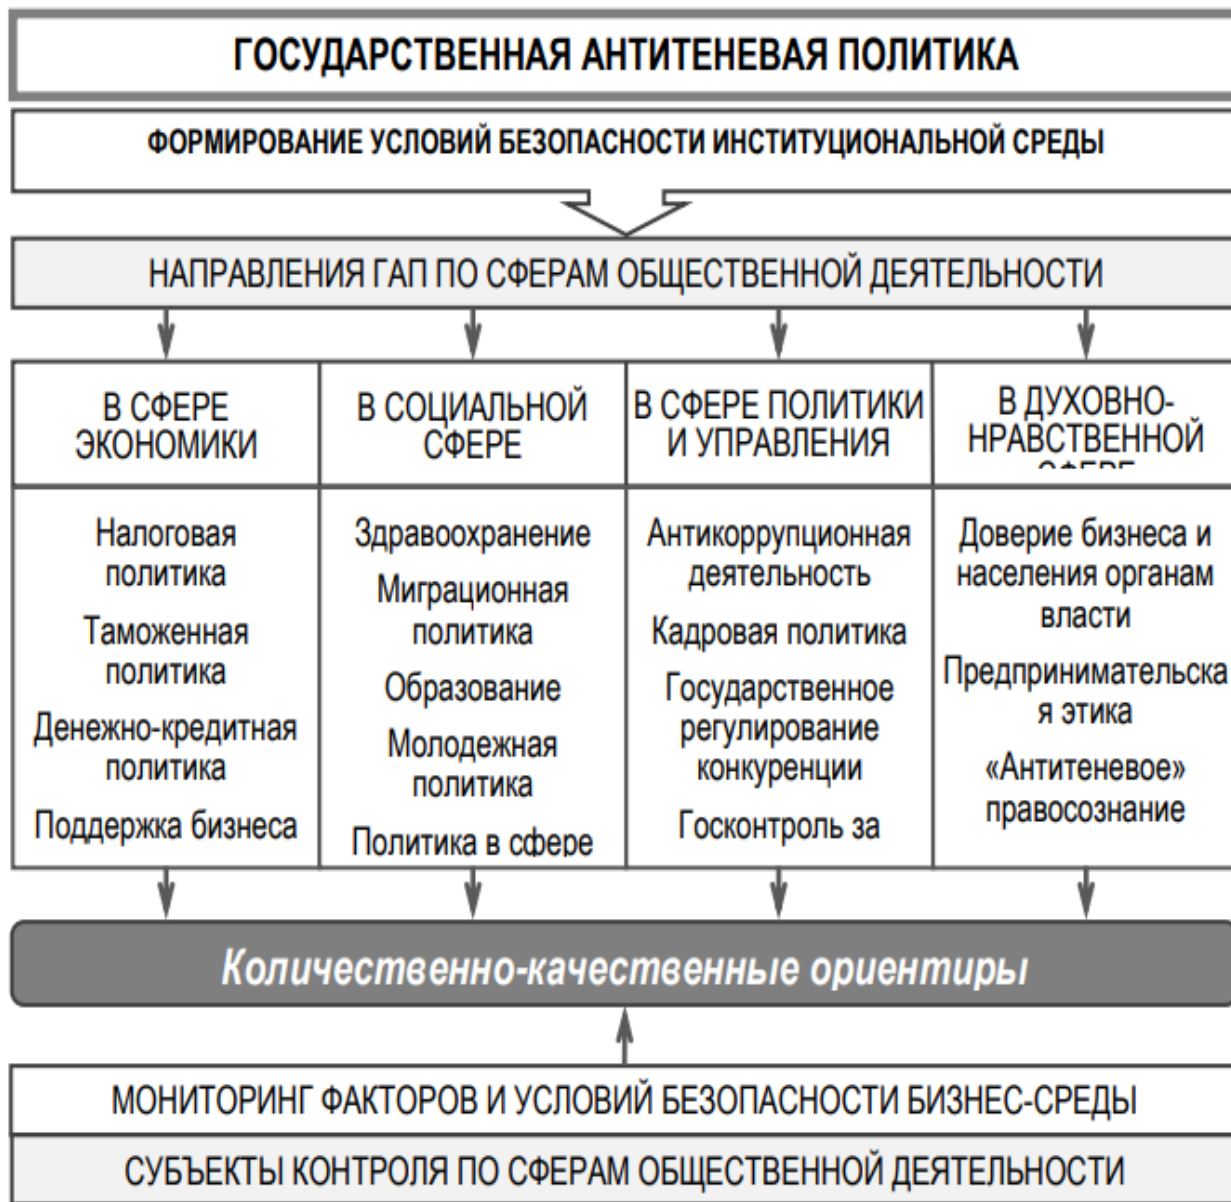 ГОСУДАРСТВЕННАЯ АНТИТЕНЕВАЯ ПОЛИТИКА
ФОРМИРОВАНИЕ УСЛОВИЙ БЕЗОПАСНОСТИ ИНСТИТУЦИОНАЛЬНОЙ СРЕДЫ
НАПРАВЛЕНИЯ ГАП ПО СФЕРАМ ОБЩЕСТВЕННОЙ ДЕЯТЕЛЬНОСТИ
В СФЕРЕ
ЭКОНОМИКИ
Налоговая
политика
Таможенная
политика
Денежно-кредитная
политика
Поддержка бизнеса
В СОЦИАЛЬНОЙ
СФЕРЕ
Здравоохранение
Миграционная
политика
Образование
Молодежная
политика
Политика в сфере
В СФЕРЕ ПОЛИТИКИ
И УПРАВЛЕНИЯ
Антикоррупционная
деятельность
Кадровая политика
Государственное
регулирование
конкуренции
Госконтроль за
В ДУХОВНО-
НРАВСТВЕННОЙ
СФЕРЕ
Доверие бизнеса и
населения органам
власти
Предпринимательска
я этика
«Антитеневое»
правосознание
Количественно-качественные ориентиры
МОНИТОРИНГ ФАКТОРОВ И УСЛОВИЙ БЕЗОПАСНОСТИ БИЗНЕС-СРЕДЫ
СУБЪЕКТЫ КОНТРОЛЯ ПО СФЕРАМ ОБЩЕСТВЕННОЙ ДЕЯТЕЛЬНОСТИ